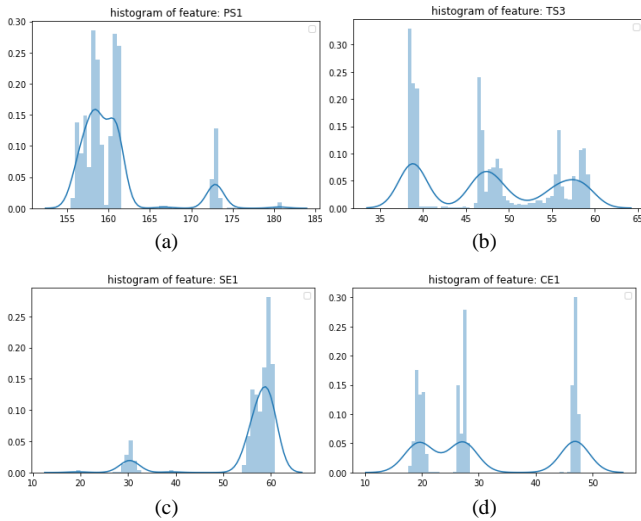 histogram of feature: PS1
0.30
0.25
0.20
0.15
0.10
0.05
0.00
155 160 165 170 175 180 185
(a)
histogram of feature: TS3
0.30
0.25
0.20
0.15
0.10
0.05
0.00
35 40 45 50 55 60 65
(b)
histogram of feature: SE1
0.25
0.20
0.15
0.10
0.05
0.00
10 20 30 40 50 60
(c)
histogram of feature: CE1
0.30
0.25
0.20
0.15
0.10
0.05
0.00
10 20 30 40 50
(d)